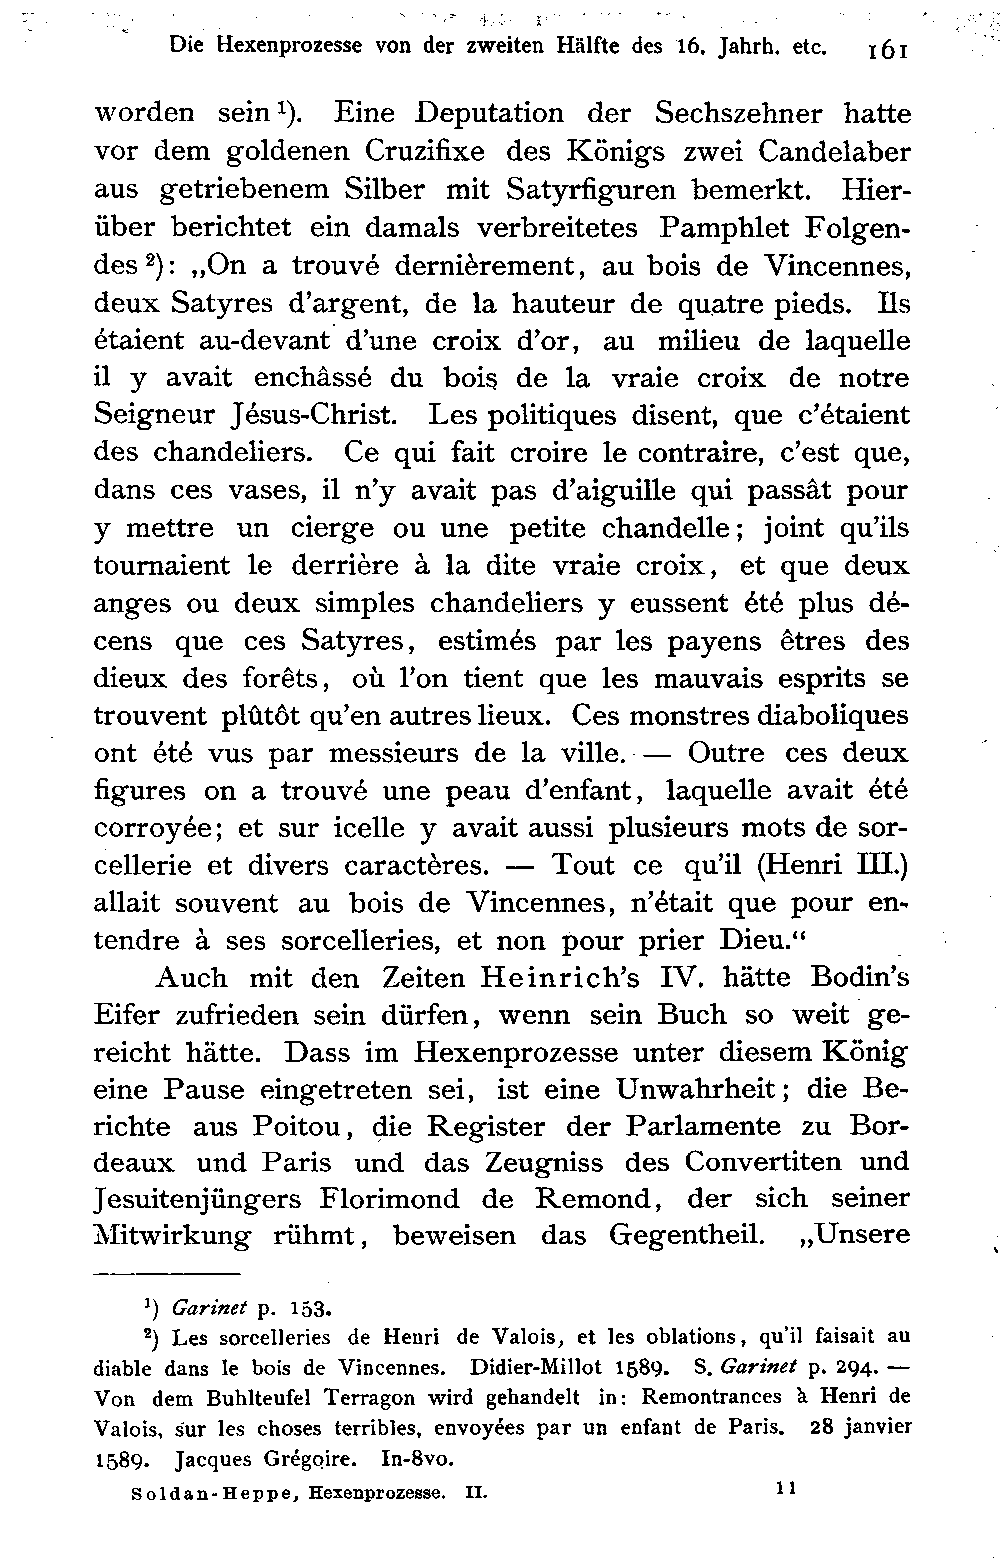 Die Hexenprozesse von der zweiten Hälfte des 16. Jahrh. etc. 161
worden sein ¹). Eine Deputation der Sechszehner hatte
vor dem goldenen Cruzifixe des Königs zwei Candelaber
aus getriebenem Silber mit Satyrfiguren bemerkt. Hier-
über berichtet ein damals verbreitetes Pamphlet Folgen-
des ²): „On a trouvé dernièrement, au bois de Vincennes,
deux Satyres d'argent, de la hauteur de quatre pieds. Ils
étaient au-devant d'une croix d'or, au milieu de laquelle
il y avait enchâssé du bois de la vraie croix de notre
Seigneur Jésus-Christ. Les politiques disent, que c'étaient
des chandeliers. Ce qui fait croire le contraire, c'est que,
dans ces vases, il n'y avait pas d'aiguille qui passât pour
y mettre un cierge ou une petite chandelle; joint qu'ils
tournaient le derrière à la dite vraie croix, et que deux
anges ou deux simples chandeliers y eussent été plus dé-
cens que ces Satyres, estimés par les payens êtres des
dieux des forêts, où l'on tient que les mauvais esprits se
trouvent plûtôt qu'en autres lieux. Ces monstres diaboliques
ont été vus par messieurs de la ville. — Outre ces deux
figures on a trouvé une peau d'enfant, laquelle avait été
corroyée; et sur icelle y avait aussi plusieurs mots de sor-
cellerie et divers caractères. — Tout ce qu'il (Henri III.)
allait souvent au bois de Vincennes, n'était que pour en-
tendre à ses sorcelleries, et non pour prier Dieu.“
Auch mit den Zeiten Heinrich's IV. hätte Bodin's
Eifer zufrieden sein dürfen, wenn sein Buch so weit ge-
reicht hätte. Dass im Hexenprozesse unter diesem König
eine Pause eingetreten sei, ist eine Unwahrheit; die Be-
richte aus Poitou, die Register der Parlamente zu Bor-
deaux und Paris und das Zeugniss des Convertiten und
Jesuitenjüngers Florimond de Remond, der sich seiner
Mitwirkung rühmt, beweisen das Gegentheil. „Unsere
¹) Garinet p. 153.
²) Les sorcelleries de Henri de Valois, et les oblations, qu'il faisait au
diable dans le bois de Vincennes. Didier-Millot 1589. S. Garinet p. 294. —
Von dem Buhlteufel Terragon wird gehandelt in: Remontrances à Henri de
Valois, sur les choses terribles, envoyées par un enfant de Paris. 28 janvier
1589. Jacques Grégoire. In-8vo.
Soldan-Heppe, Hexenprozesse. II. 11